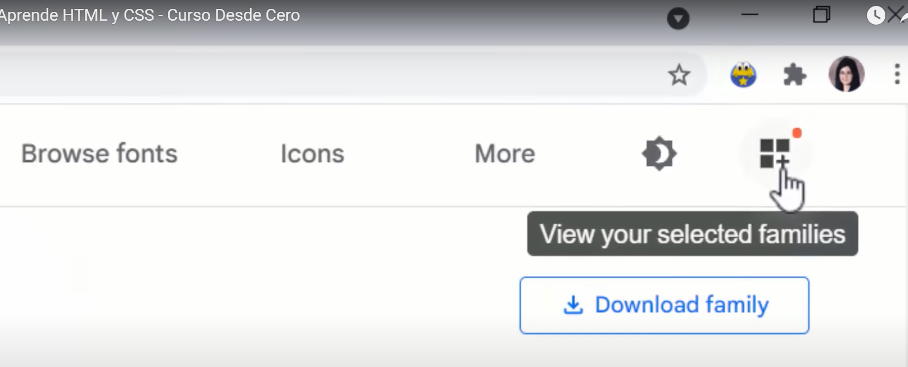 Aprende HTML y CSS - Curso Desde Cero
Browse fonts Icons More
View your selected families
Download family